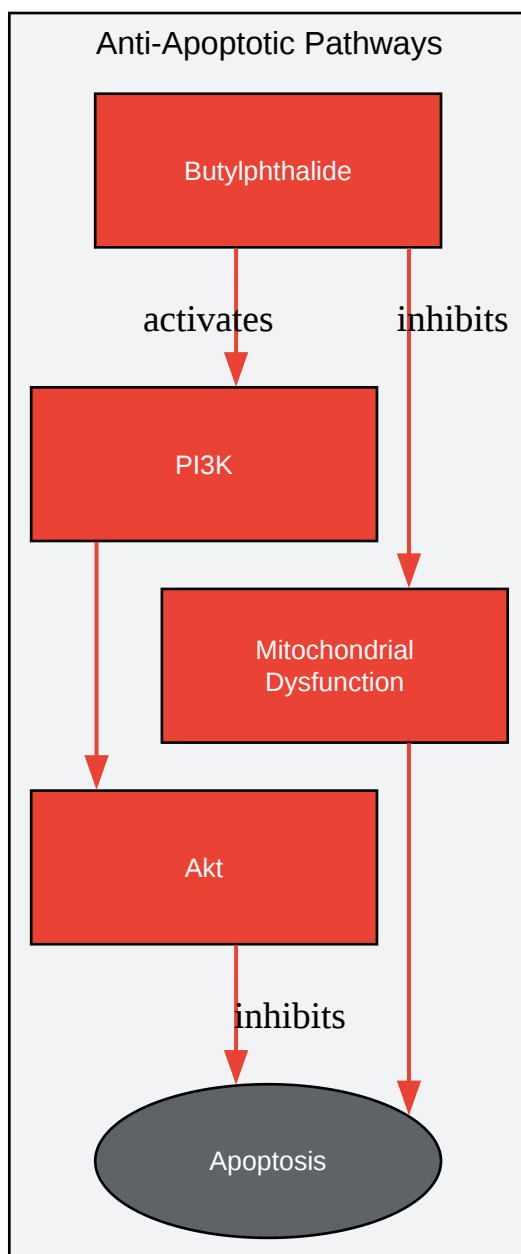 Anti-Apoptotic Pathways
Butylphthalide
activates
inhibits
PI3K
Mitochondrial
Dysfunction
Akt
inhibits
Apoptosis